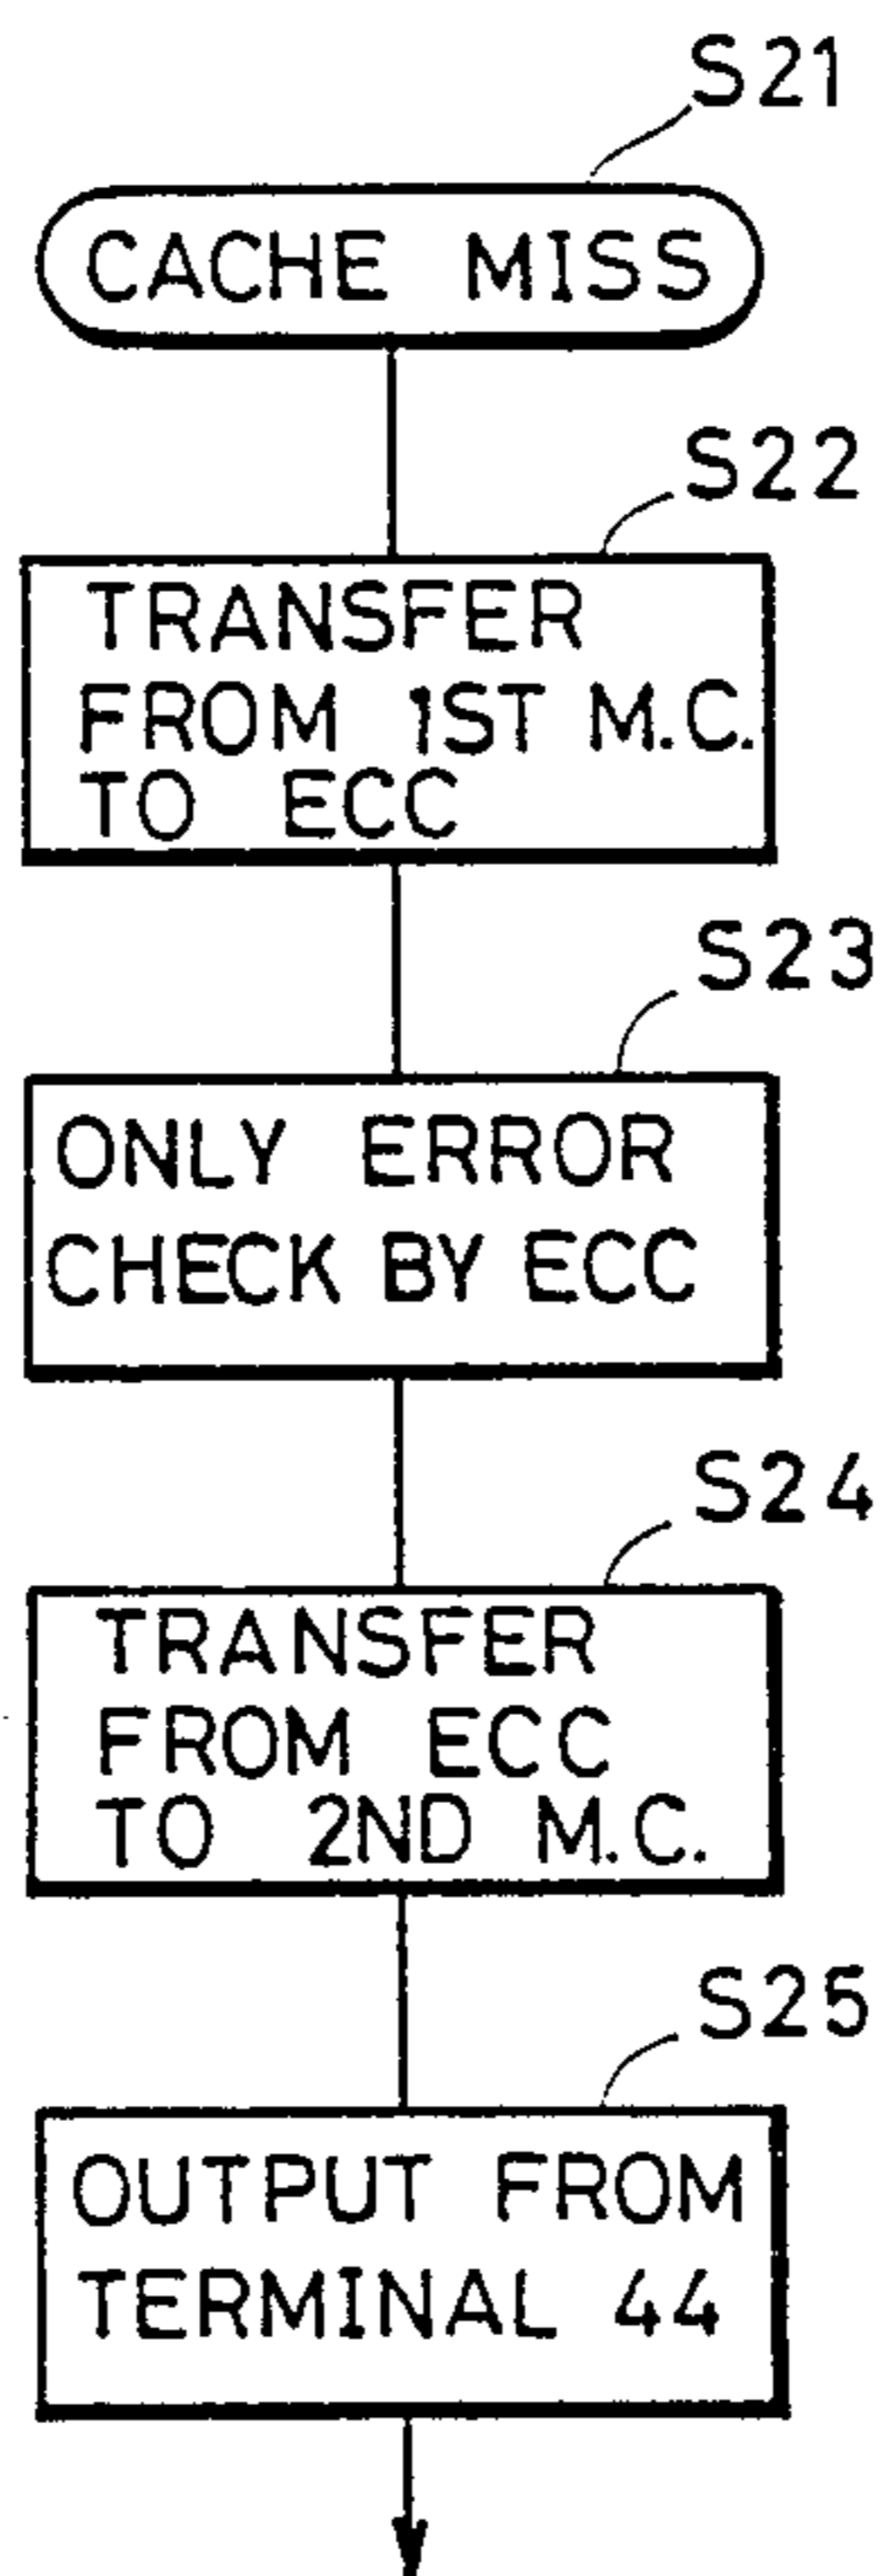 S21
CACHE MISS
S22
TRANSFER
FROM 1ST M.C.
TO ECC
S23
ONLY ERROR
CHECK BY ECC
S24
TRANSFER
FROM ECC
TO 2ND M.C.
S25
OUTPUT FROM
TERMINAL 44